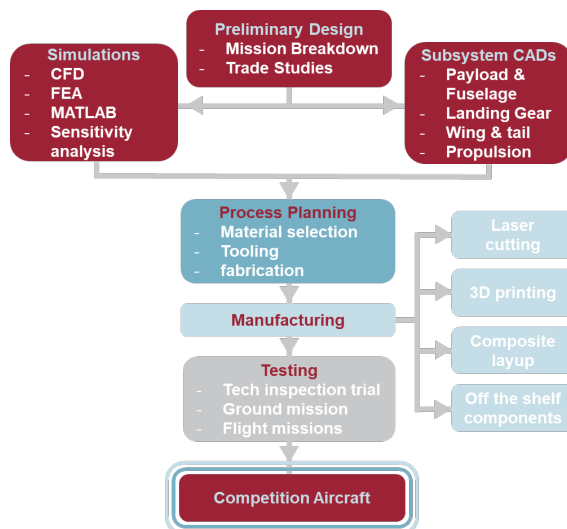 Preliminary Design
- Mission Breakdown
- Trade Studies
Simulations
- CFD
- FEA
- MATLAB
- Sensitivity
analysis
Subsystem CADs
- Payload &
Fuselage
- Landing Gear
- Wing & tail
- Propulsion
Process Planning
- Material selection
- Tooling
- fabrication
Manufacturing
Laser
cutting
3D printing
Composite
layup
Off the shelf
components
Testing
- Tech inspection trial
- Ground mission
- Flight missions
Competition Aircraft